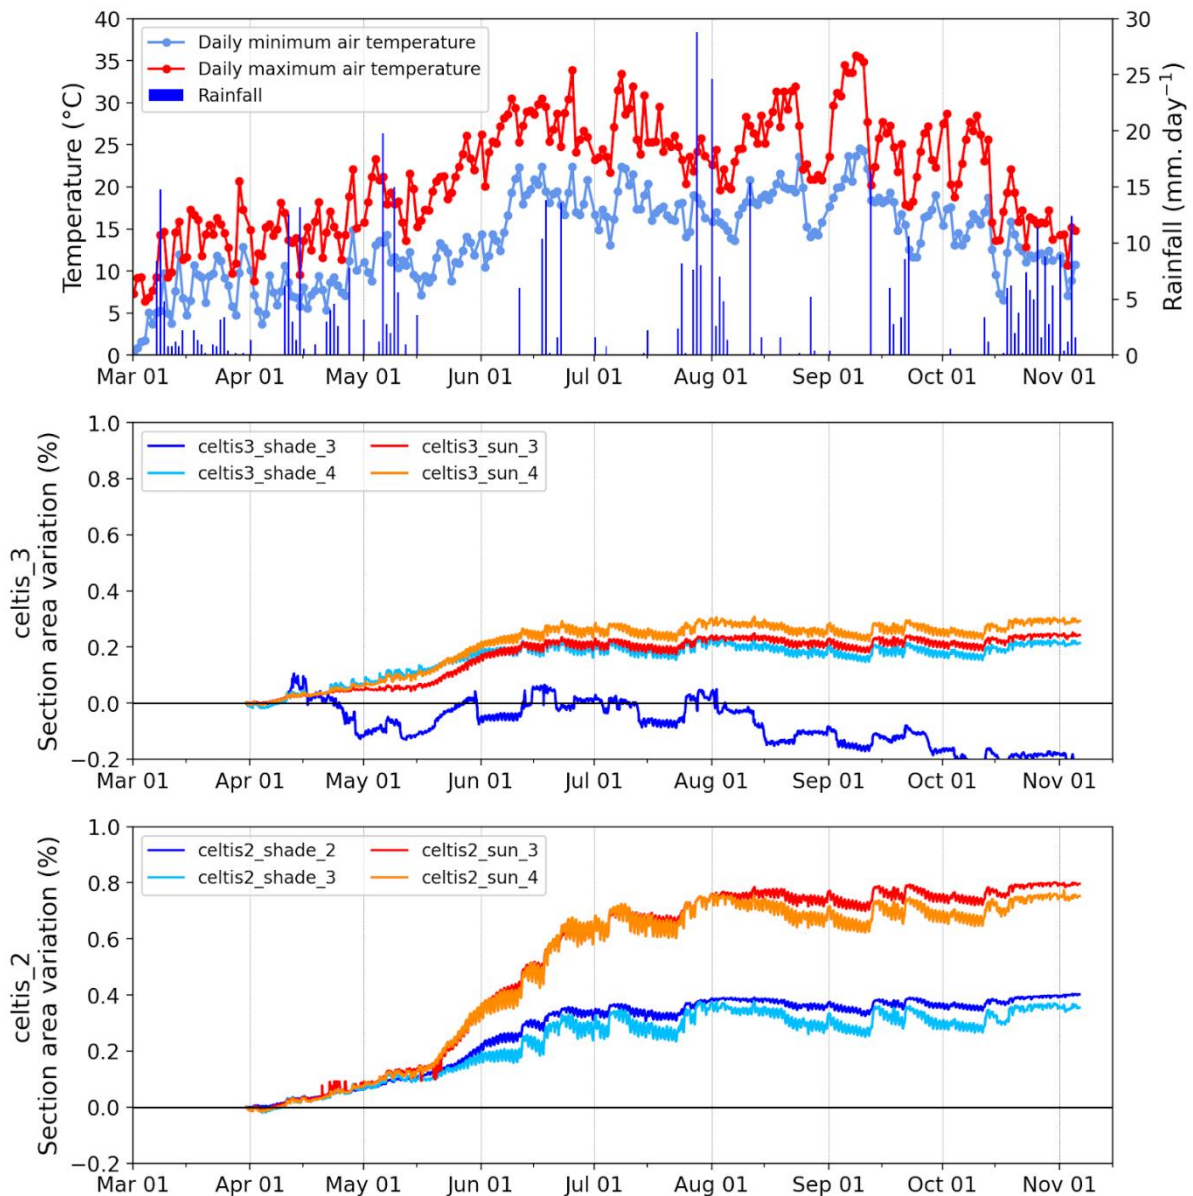 Daily minimum air temperature
Daily maximum air temperature
Rainfall
Temperature (°C)
40
35
30
25
20
15
10
5
0
Rainfall (mm. day⁻¹)
30
25
20
15
10
5
0
Mar 01 Apr 01 May 01 Jun 01 Jul 01 Aug 01 Sep 01 Oct 01 Nov 01
celtis_3
Section area variation (%)
celtis3_shade_3 celtis3_sun_3
celtis3_shade_4 celtis3_sun_4
1.0
0.8
0.6
0.4
0.2
0.0
−0.2
Mar 01 Apr 01 May 01 Jun 01 Jul 01 Aug 01 Sep 01 Oct 01 Nov 01
celtis_2
Section area variation (%)
celtis2_shade_2 celtis2_sun_3
celtis2_shade_3 celtis2_sun_4
1.0
0.8
0.6
0.4
0.2
0.0
−0.2
Mar 01 Apr 01 May 01 Jun 01 Jul 01 Aug 01 Sep 01 Oct 01 Nov 01